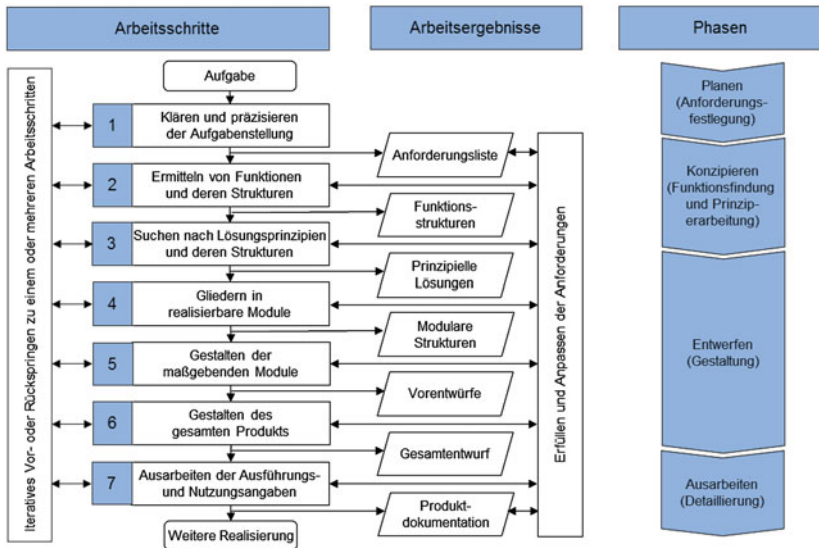 Arbeitsschritte
Arbeitsergebnisse
Phasen
Iteratives Vor- oder Rückspringen zu einem oder mehreren Arbeitsschritten
Aufgabe
1
Klären und präzisieren
der Aufgabenstellung
Anforderungsliste
2
Ermitteln von Funktionen
und deren Strukturen
Funktions-
strukturen
3
Suchen nach Lösungsprinzipien
und deren Strukturen
Prinzipielle
Lösungen
4
Gliedern in
realisierbare Module
Modulare
Strukturen
5
Gestalten der
maßgebenden Module
Vorentwürfe
6
Gestalten des
gesamten Produkts
Gesamtentwurf
7
Ausarbeiten der Ausführungs-
und Nutzungsangaben
Produkt-
dokumentation
Weitere Realisierung
Erfüllen und Anpassen der Anforderungen
Planen
(Anforderungs-
festlegung)
Konzipieren
(Funktionsfindung
und Prinzip-
erarbeitung)
Entwerfen
(Gestaltung)
Ausarbeiten
(Detaillierung)